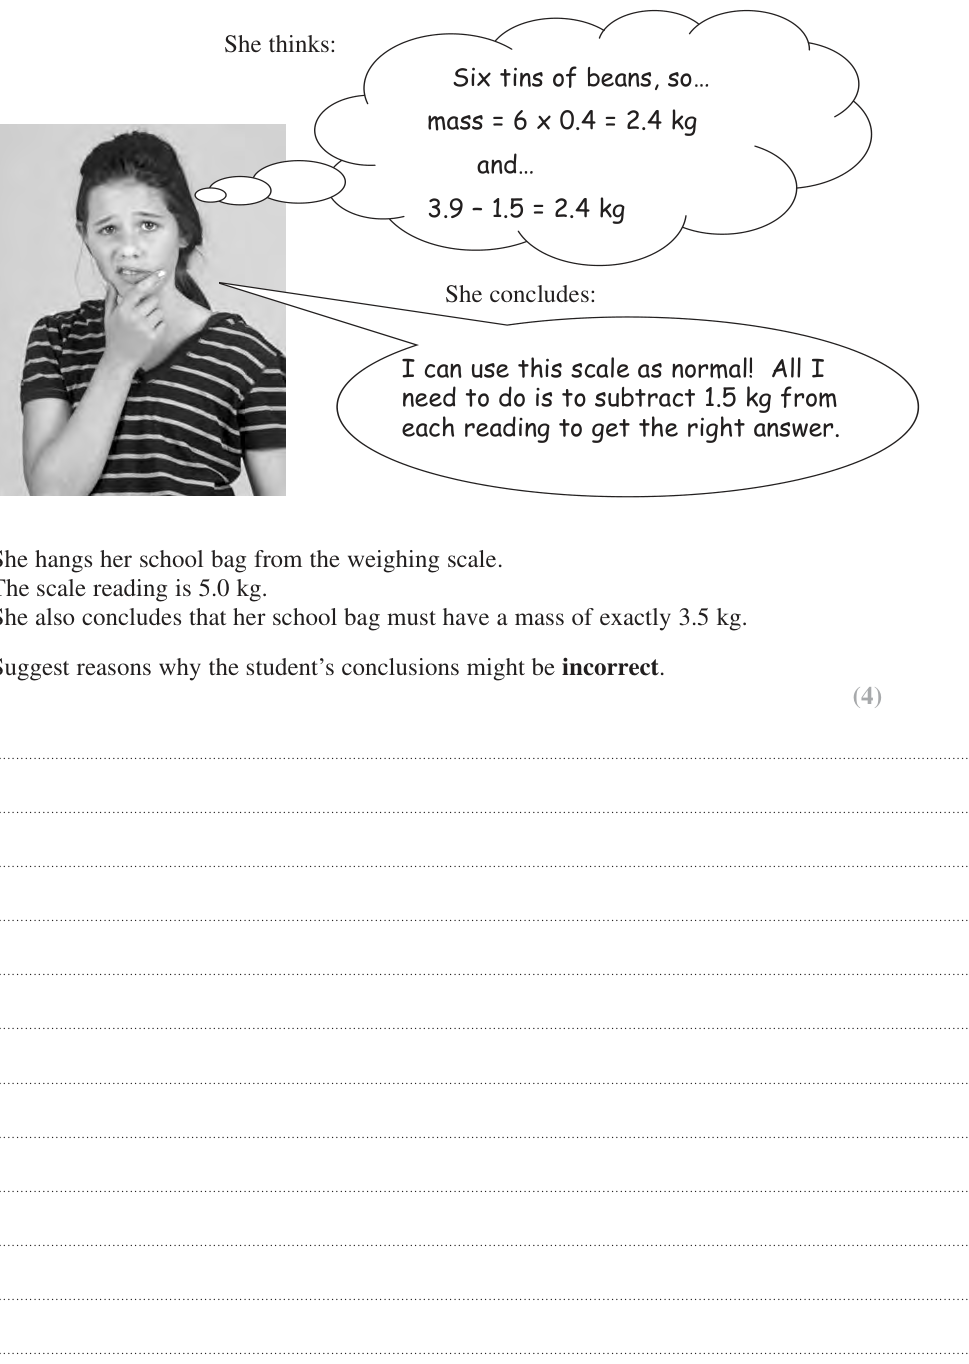 She thinks:
Six tins of beans, so...
mass = 6 x 0.4 = 2.4 kg
and...
3.9 – 1.5 = 2.4 kg
She concludes:
I can use this scale as normal! All I
need to do is to subtract 1.5 kg from
each reading to get the right answer.
She hangs her school bag from the weighing scale.
The scale reading is 5.0 kg.
She also concludes that her school bag must have a mass of exactly 3.5 kg.
Suggest reasons why the student's conclusions might be incorrect.
(4)